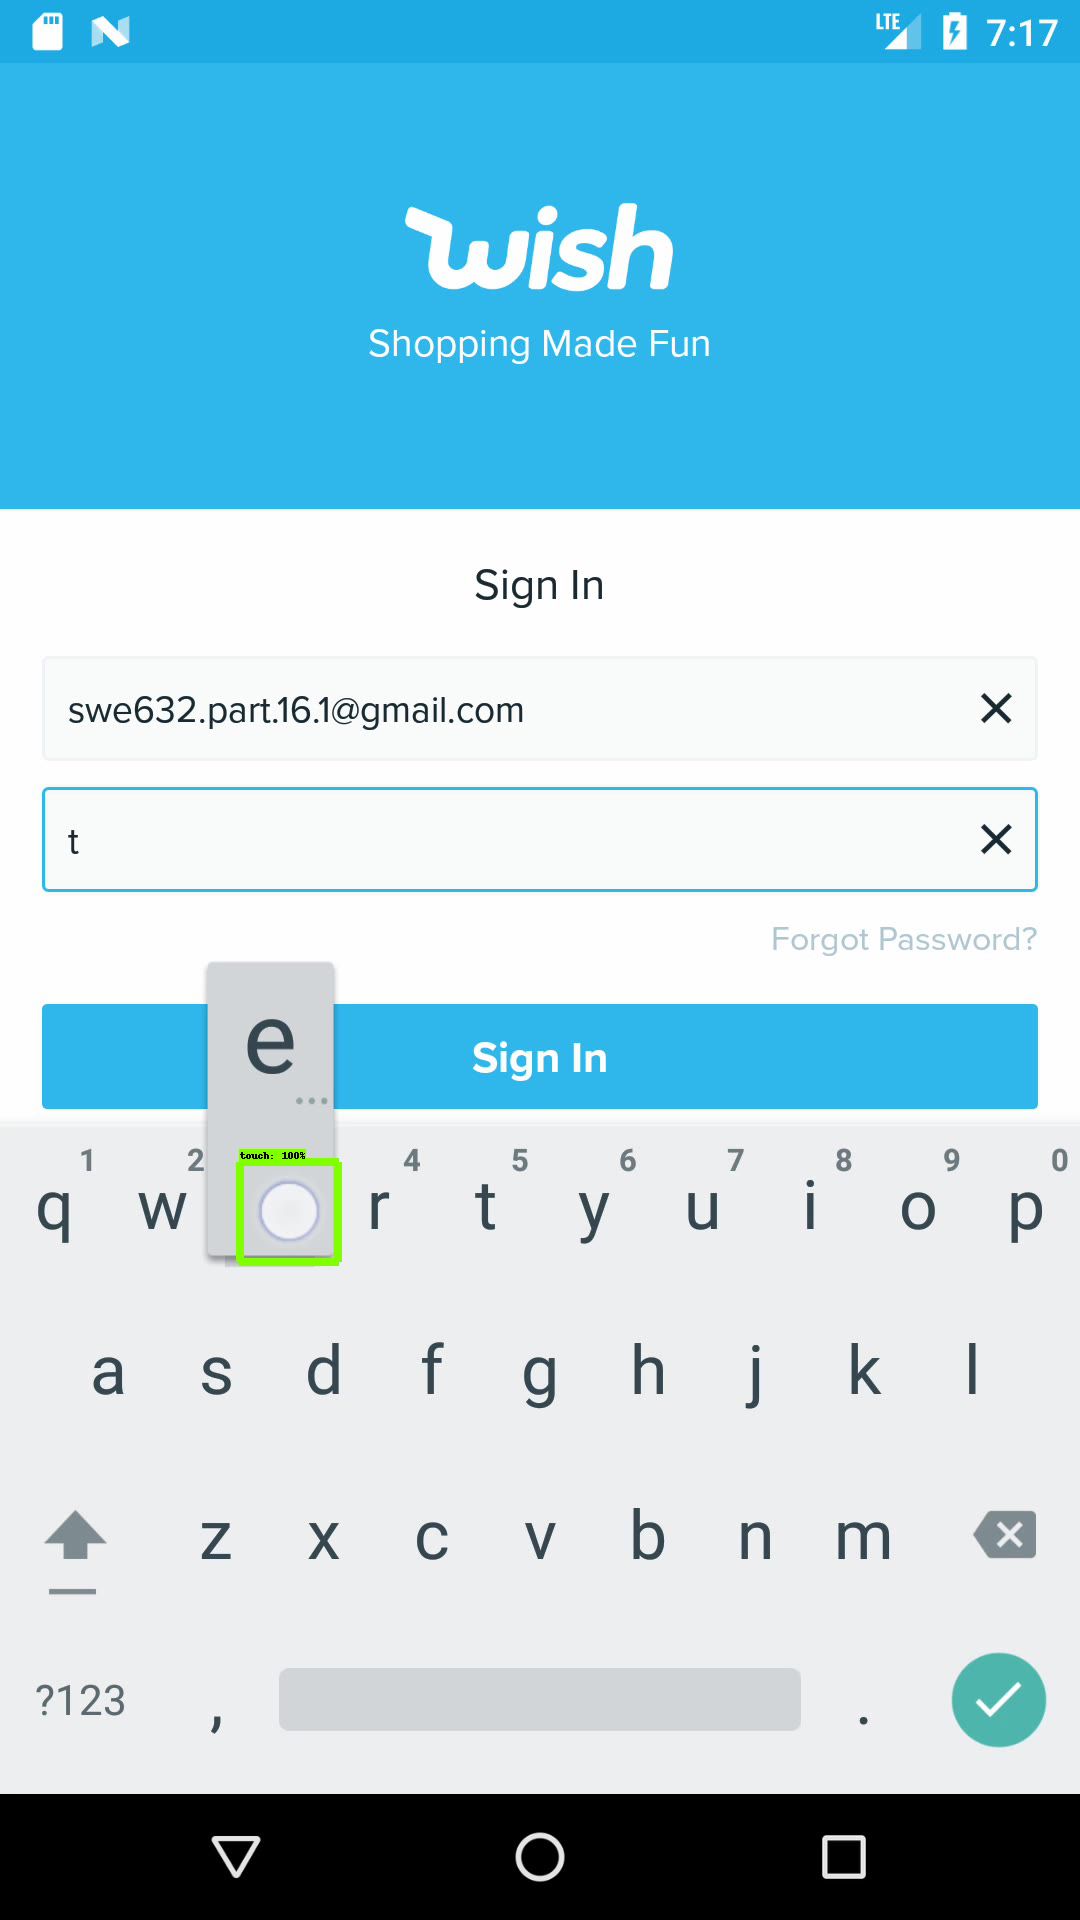 LTE 7:17
wish
Shopping Made Fun
Sign In
swe632.part.16.1@gmail.com
t
Forgot Password?
Sign In
e
...
touch: 100%
1 2 4 5 6 7 8 9 0
q w r t y u i o p
a s d f g h j k l
z x c v b n m
?123 , .